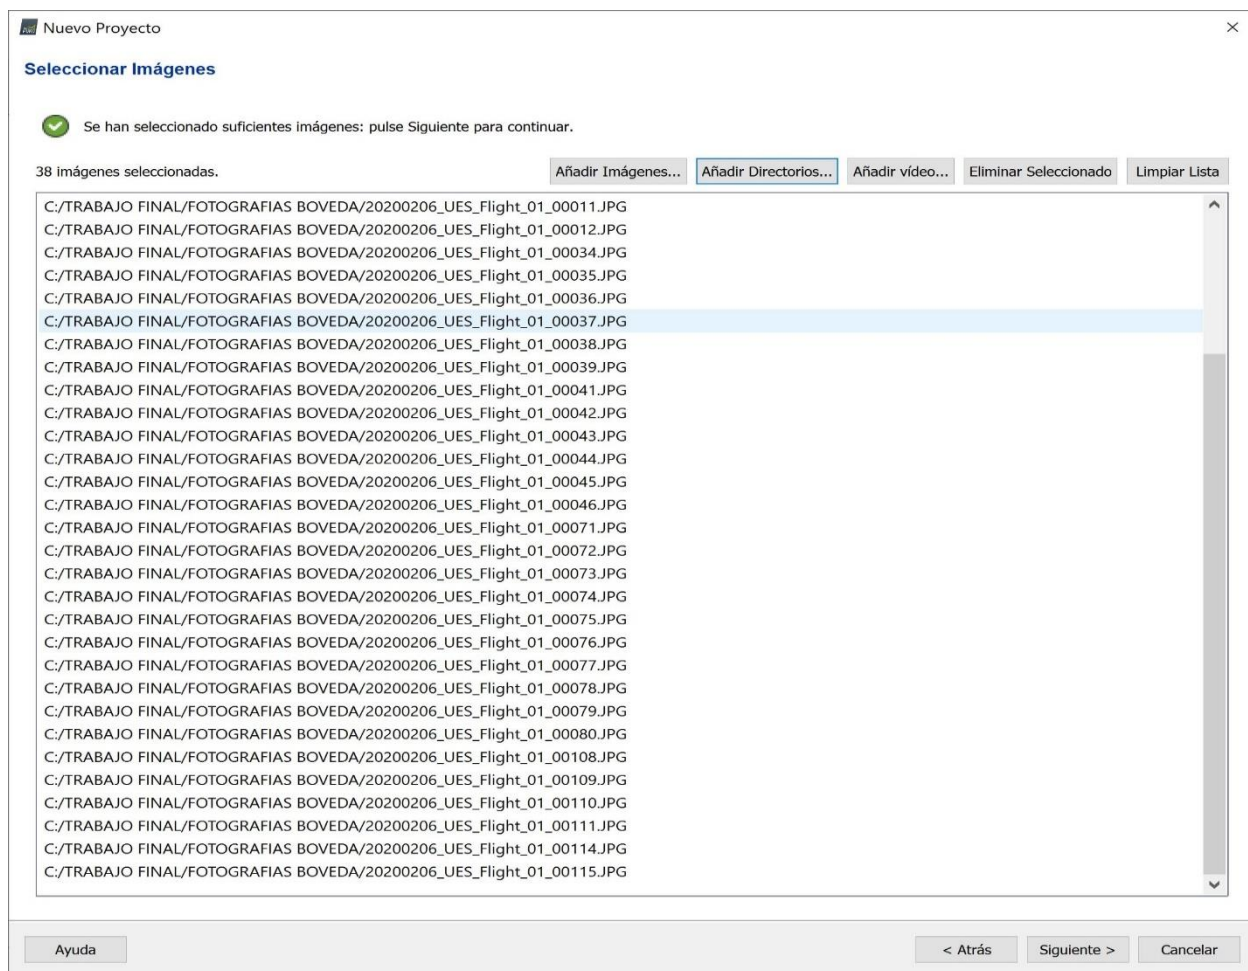 Nuevo Proyecto
Seleccionar Imágenes
Se han seleccionado suficientes imágenes: pulse Siguiente para continuar.
38 imágenes seleccionadas. Añadir Imágenes... Añadir Directorios... Añadir vídeo... Eliminar Seleccionado Limpiar Lista
C:/TRABAJO FINAL/FOTOGRAFIAS BOVEDA/20200206_UES_Flight_01_00011.JPG
C:/TRABAJO FINAL/FOTOGRAFIAS BOVEDA/20200206_UES_Flight_01_00012.JPG
C:/TRABAJO FINAL/FOTOGRAFIAS BOVEDA/20200206_UES_Flight_01_00034.JPG
C:/TRABAJO FINAL/FOTOGRAFIAS BOVEDA/20200206_UES_Flight_01_00035.JPG
C:/TRABAJO FINAL/FOTOGRAFIAS BOVEDA/20200206_UES_Flight_01_00036.JPG
C:/TRABAJO FINAL/FOTOGRAFIAS BOVEDA/20200206_UES_Flight_01_00037.JPG
C:/TRABAJO FINAL/FOTOGRAFIAS BOVEDA/20200206_UES_Flight_01_00038.JPG
C:/TRABAJO FINAL/FOTOGRAFIAS BOVEDA/20200206_UES_Flight_01_00039.JPG
C:/TRABAJO FINAL/FOTOGRAFIAS BOVEDA/20200206_UES_Flight_01_00041.JPG
C:/TRABAJO FINAL/FOTOGRAFIAS BOVEDA/20200206_UES_Flight_01_00042.JPG
C:/TRABAJO FINAL/FOTOGRAFIAS BOVEDA/20200206_UES_Flight_01_00043.JPG
C:/TRABAJO FINAL/FOTOGRAFIAS BOVEDA/20200206_UES_Flight_01_00044.JPG
C:/TRABAJO FINAL/FOTOGRAFIAS BOVEDA/20200206_UES_Flight_01_00045.JPG
C:/TRABAJO FINAL/FOTOGRAFIAS BOVEDA/20200206_UES_Flight_01_00046.JPG
C:/TRABAJO FINAL/FOTOGRAFIAS BOVEDA/20200206_UES_Flight_01_00071.JPG
C:/TRABAJO FINAL/FOTOGRAFIAS BOVEDA/20200206_UES_Flight_01_00072.JPG
C:/TRABAJO FINAL/FOTOGRAFIAS BOVEDA/20200206_UES_Flight_01_00073.JPG
C:/TRABAJO FINAL/FOTOGRAFIAS BOVEDA/20200206_UES_Flight_01_00074.JPG
C:/TRABAJO FINAL/FOTOGRAFIAS BOVEDA/20200206_UES_Flight_01_00075.JPG
C:/TRABAJO FINAL/FOTOGRAFIAS BOVEDA/20200206_UES_Flight_01_00076.JPG
C:/TRABAJO FINAL/FOTOGRAFIAS BOVEDA/20200206_UES_Flight_01_00077.JPG
C:/TRABAJO FINAL/FOTOGRAFIAS BOVEDA/20200206_UES_Flight_01_00078.JPG
C:/TRABAJO FINAL/FOTOGRAFIAS BOVEDA/20200206_UES_Flight_01_00079.JPG
C:/TRABAJO FINAL/FOTOGRAFIAS BOVEDA/20200206_UES_Flight_01_00080.JPG
C:/TRABAJO FINAL/FOTOGRAFIAS BOVEDA/20200206_UES_Flight_01_00108.JPG
C:/TRABAJO FINAL/FOTOGRAFIAS BOVEDA/20200206_UES_Flight_01_00109.JPG
C:/TRABAJO FINAL/FOTOGRAFIAS BOVEDA/20200206_UES_Flight_01_00110.JPG
C:/TRABAJO FINAL/FOTOGRAFIAS BOVEDA/20200206_UES_Flight_01_00111.JPG
C:/TRABAJO FINAL/FOTOGRAFIAS BOVEDA/20200206_UES_Flight_01_00114.JPG
C:/TRABAJO FINAL/FOTOGRAFIAS BOVEDA/20200206_UES_Flight_01_00115.JPG
Ayuda < Atrás Siguiente > Cancelar